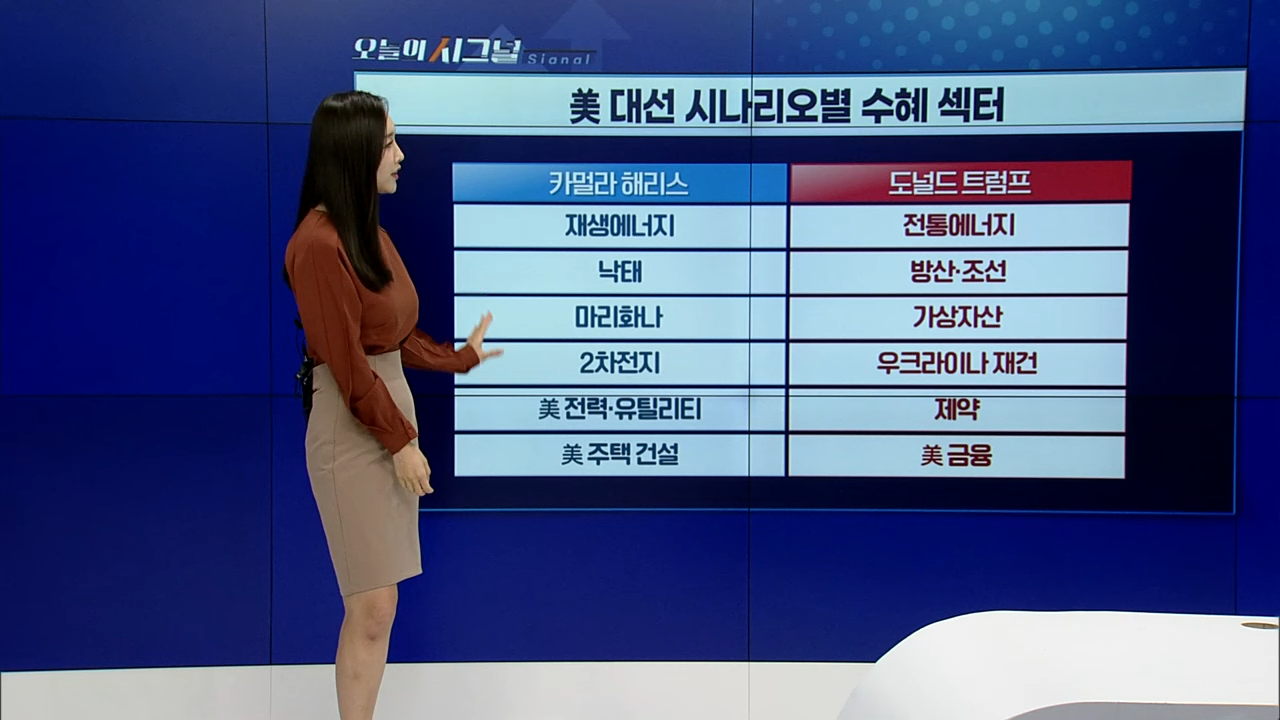 오늘의 시그널 Signal
美 대선 시나리오별 수혜 섹터
카멀라 해리스 도널드 트럼프
재생에너지 전통에너지
낙태 방산·조선
마리화나 가상자산
2차전지 우크라이나 재건
美 전력·유틸리티 제약
美 주택 건설 美 금융